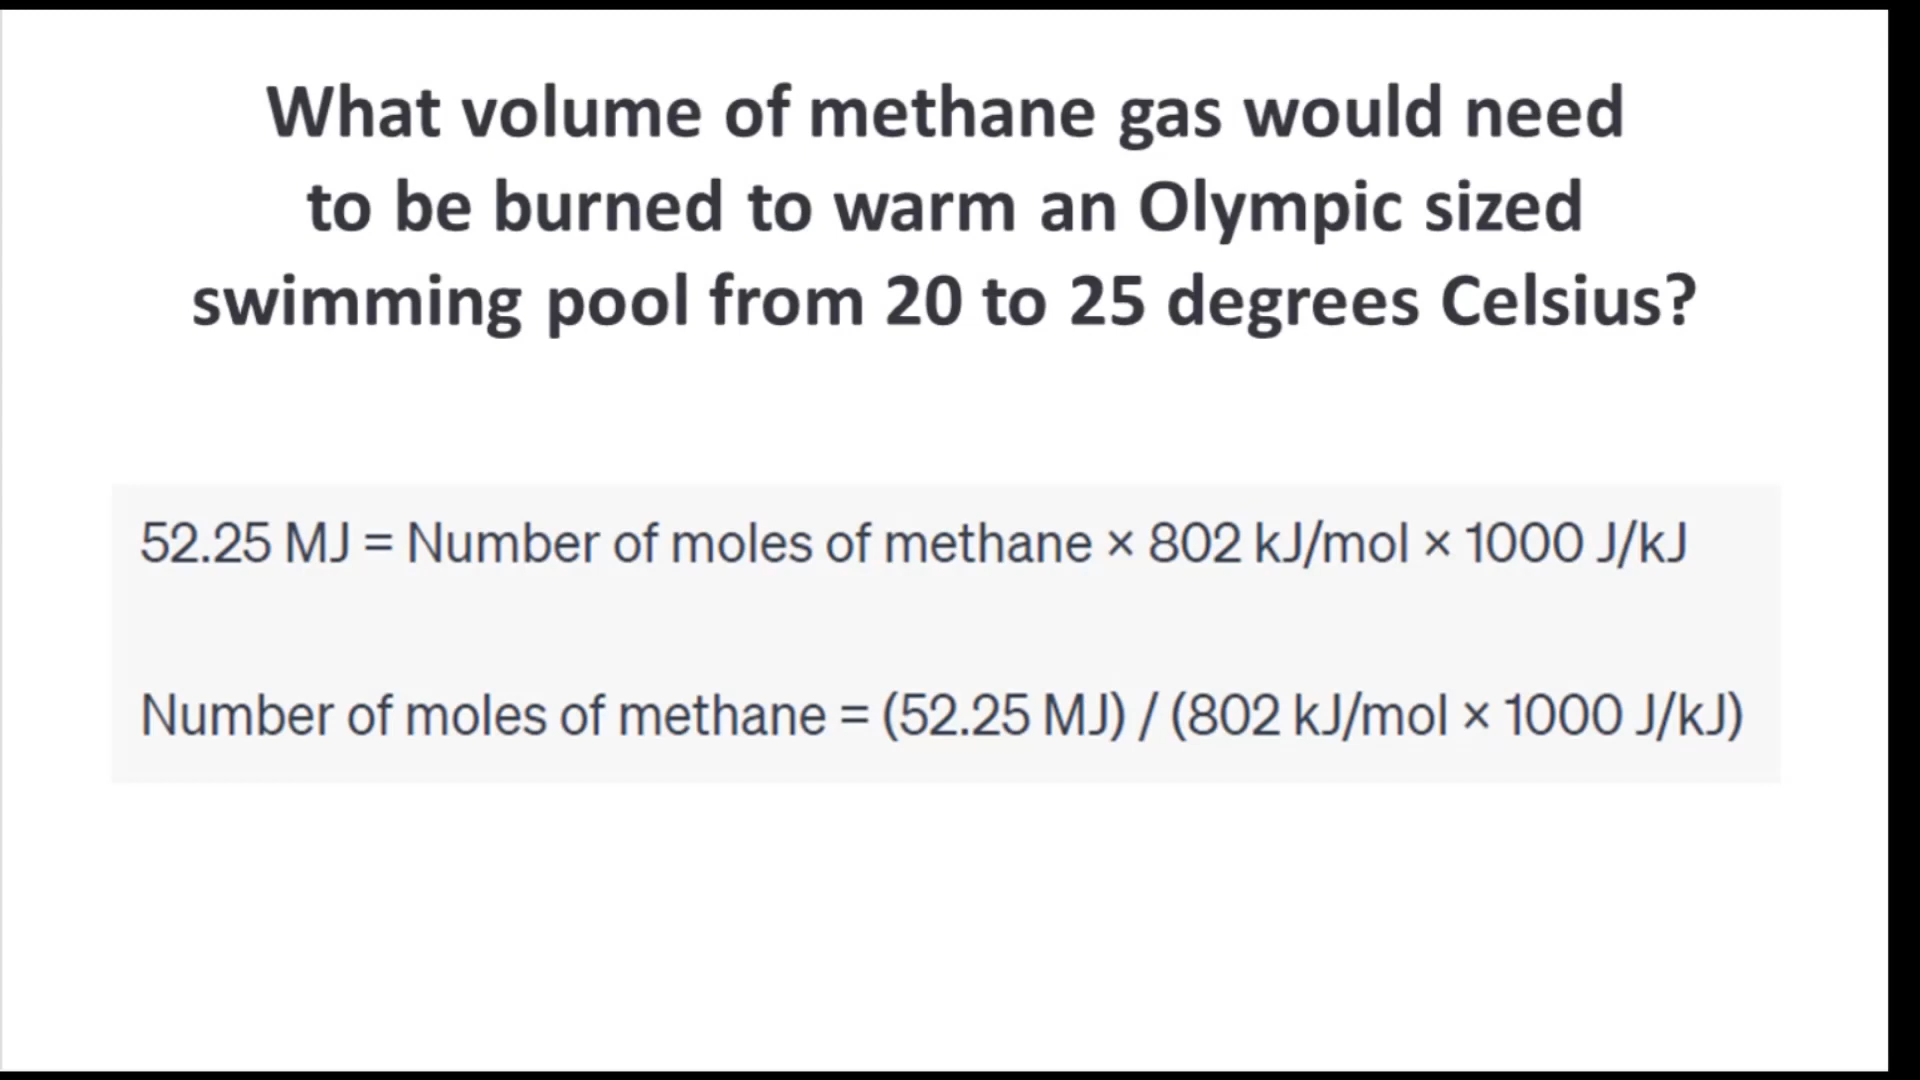 What volume of methane gas would need
to be burned to warm an Olympic sized
swimming pool from 20 to 25 degrees Celsius?
52.25 MJ = Number of moles of methane × 802 kJ/mol × 1000 J/kJ
Number of moles of methane = (52.25 MJ) / (802 kJ/mol × 1000 J/kJ)